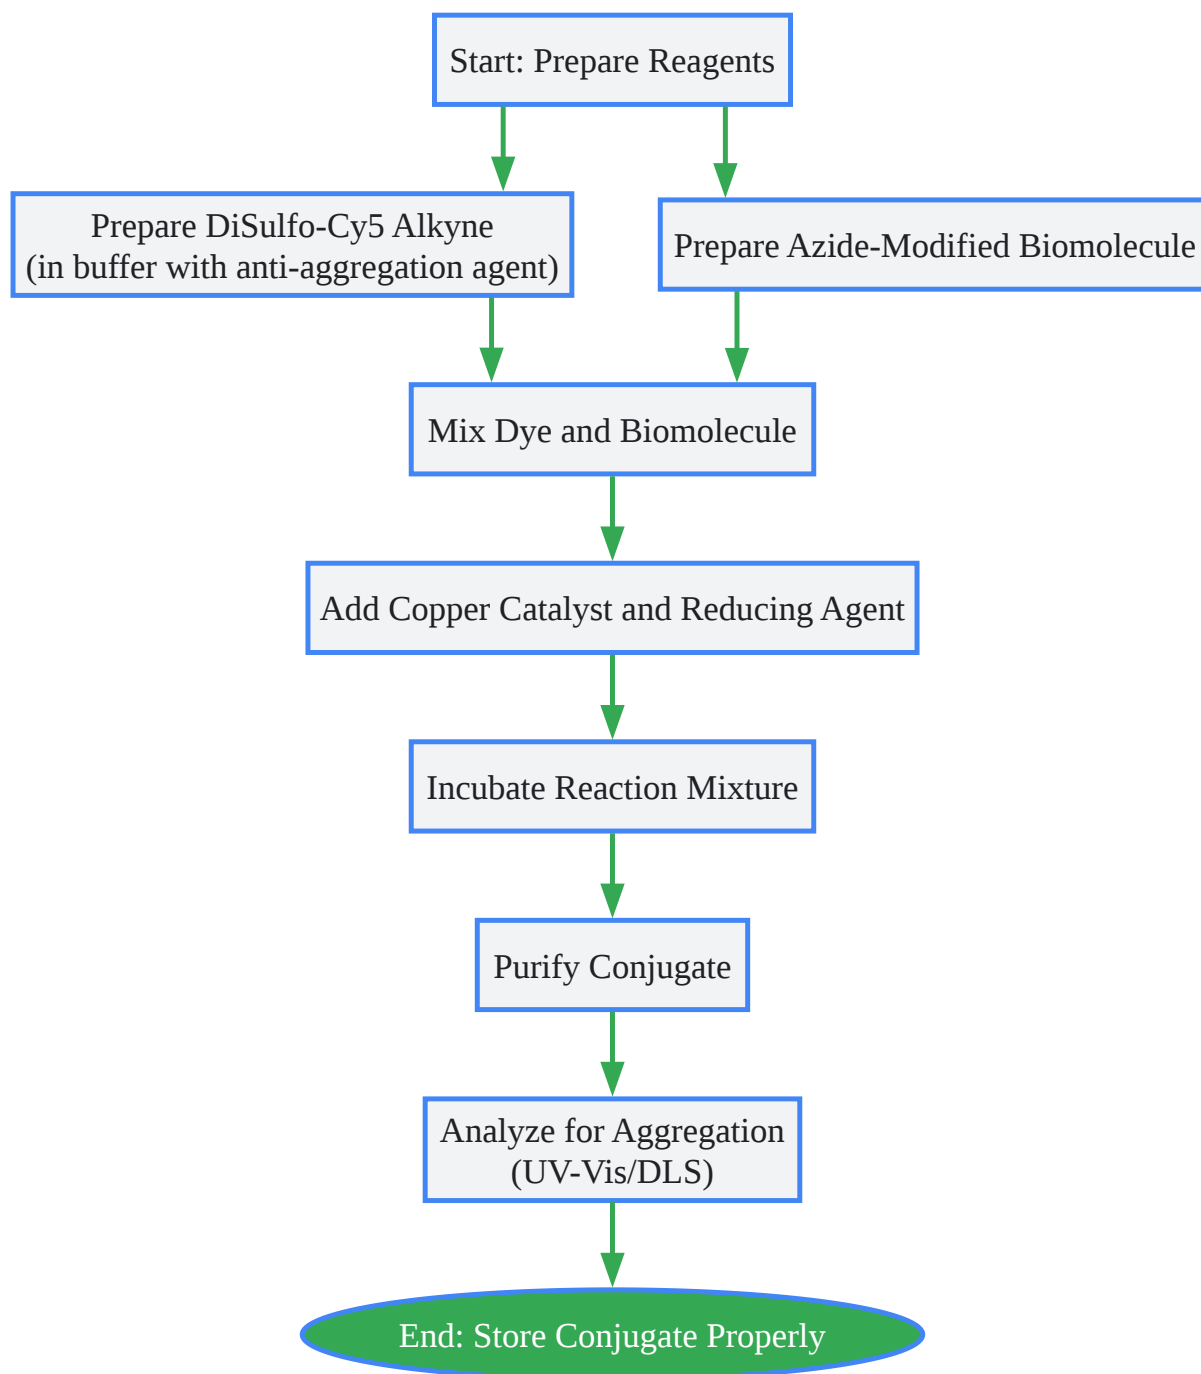 Start: Prepare Reagents
Prepare DiSulfo-Cy5 Alkyne
(in buffer with anti-aggregation agent)
Prepare Azide-Modified Biomolecule
Mix Dye and Biomolecule
Add Copper Catalyst and Reducing Agent
Incubate Reaction Mixture
Purify Conjugate
Analyze for Aggregation
(UV-Vis/DLS)
End: Store Conjugate Properly